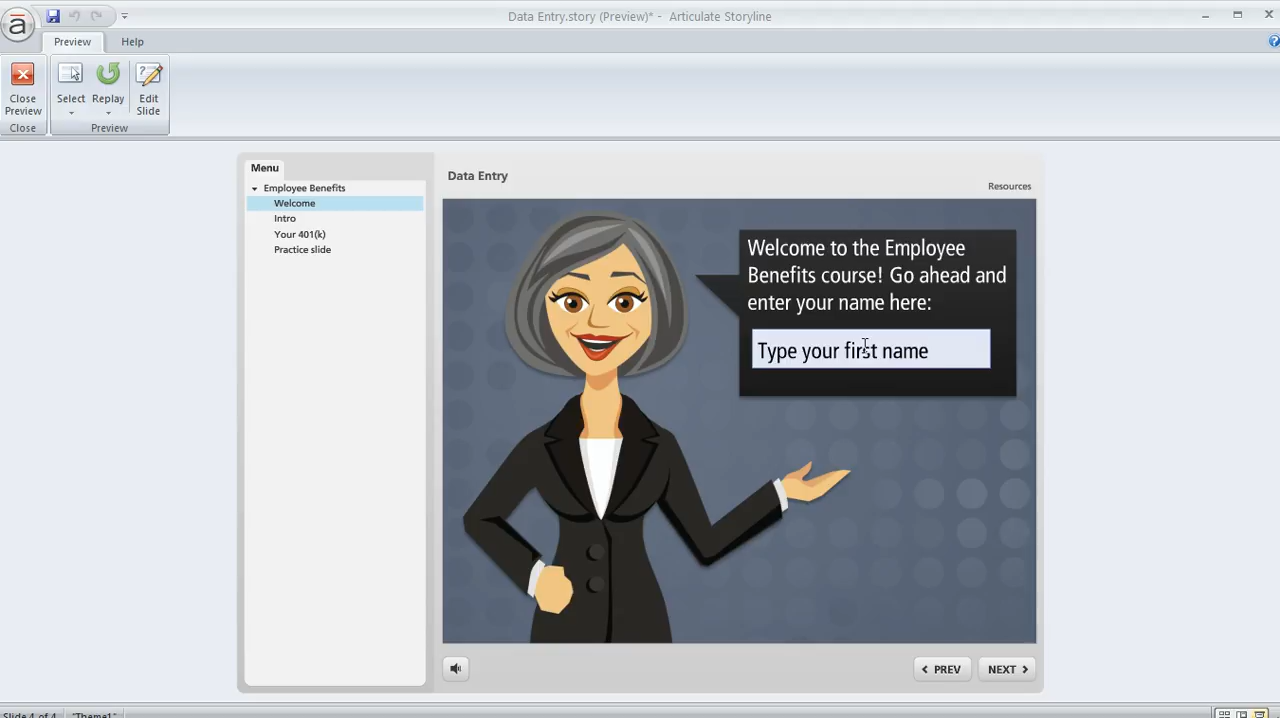 Data Entry.story (Preview)* - Articulate Storyline
Preview
Help
Close Preview
Select
Replay
Edit Slide
Close
Preview
Menu
Employee Benefits
Welcome
Intro
Your 401(k)
Practice slide
Data Entry
Resources
Welcome to the Employee
Benefits course! Go ahead and
enter your name here:
Type your first name
PREV
NEXT
Slide 4 of 4
"Theme1"